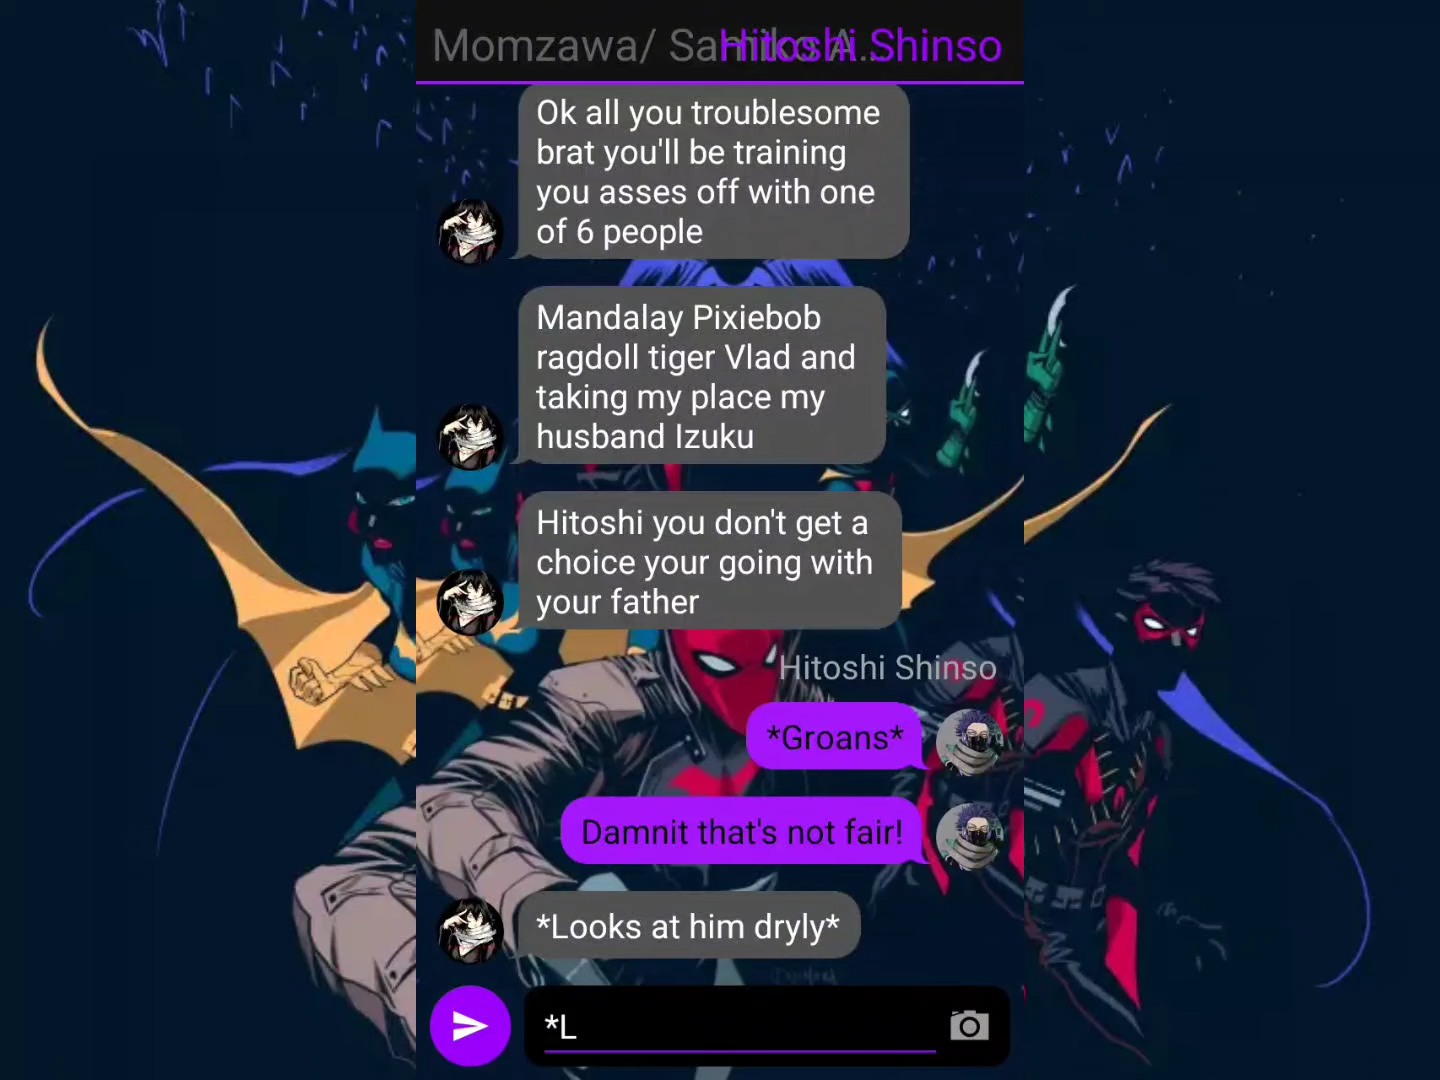 Momzawa/ Samiko A...
Hitoshi Shinso
Ok all you troublesome
brat you'll be training
you asses off with one
of 6 people
Mandalay Pixiebob
ragdoll tiger Vlad and
taking my place my
husband Izuku
Hitoshi you don't get a
choice your going with
your father
Hitoshi Shinso
*Groans*
Damnit that's not fair!
*Looks at him dryly*
*L